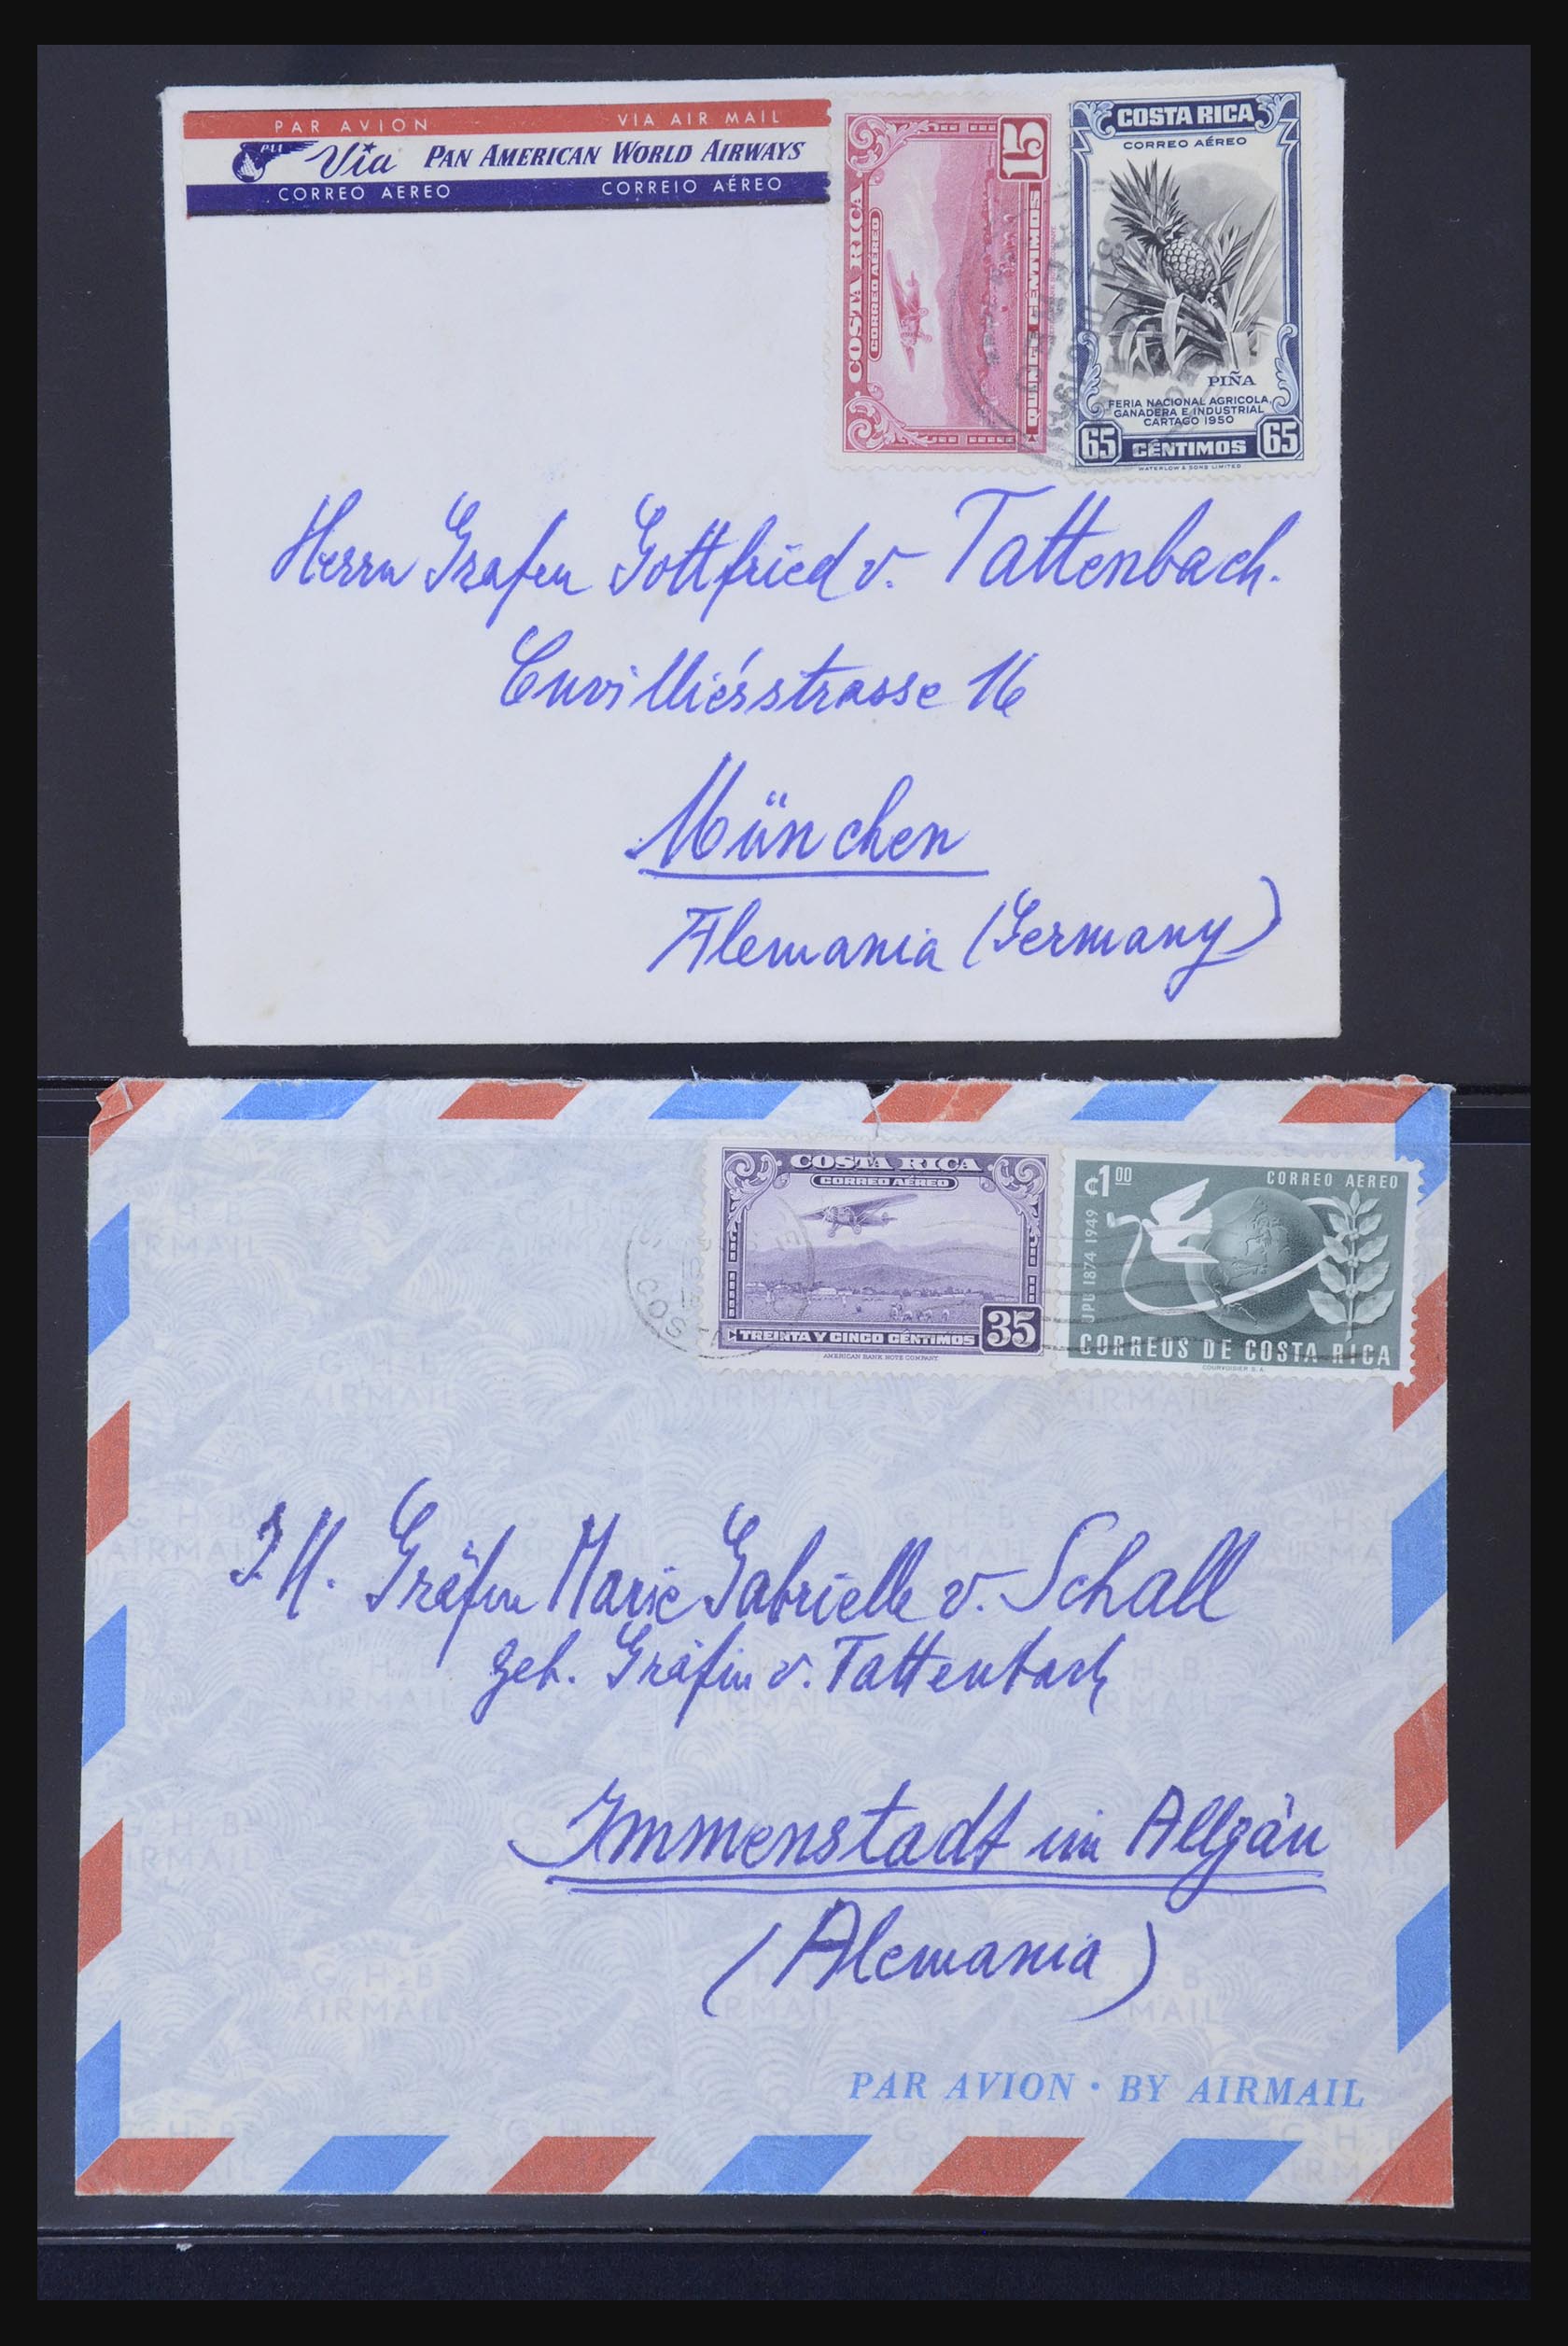 PAR AVION VIA AIR MAIL
Via PAN AMERICAN WORLD AIRWAYS
CORREO AEREO CORREIO AÉREO
15
COSTA RICA
CORREO AÉREO
QUINCE CENTIMOS
COSTA RICA
CORREO AÉREO
PIÑA
FERIA NACIONAL AGRICOLA,
GANADERA E INDUSTRIAL
CARTAGO 1950
65 CÉNTIMOS 65
WATERLOW & SONS LIMITED
Herrn Grafen Gottfried v. Tattenbach.
Cuvilliésstrasse 16
München
Alemania (Germany)
COSTA RICA
CORREO AÉREO
TREINTA Y CINCO CÉNTIMOS 35
AMERICAN BANK NOTE COMPANY
₡100 CORREO AEREO
UPU 1874 1949
CORREOS DE COSTA RICA
COURVOISIER S.A.
I.H. Gräfin Marie Gabrielle v. Schall
geb. Gräfin v. Tattenbach
Immenstadt im Allgäu
(Alemania)
PAR AVION · BY AIRMAIL